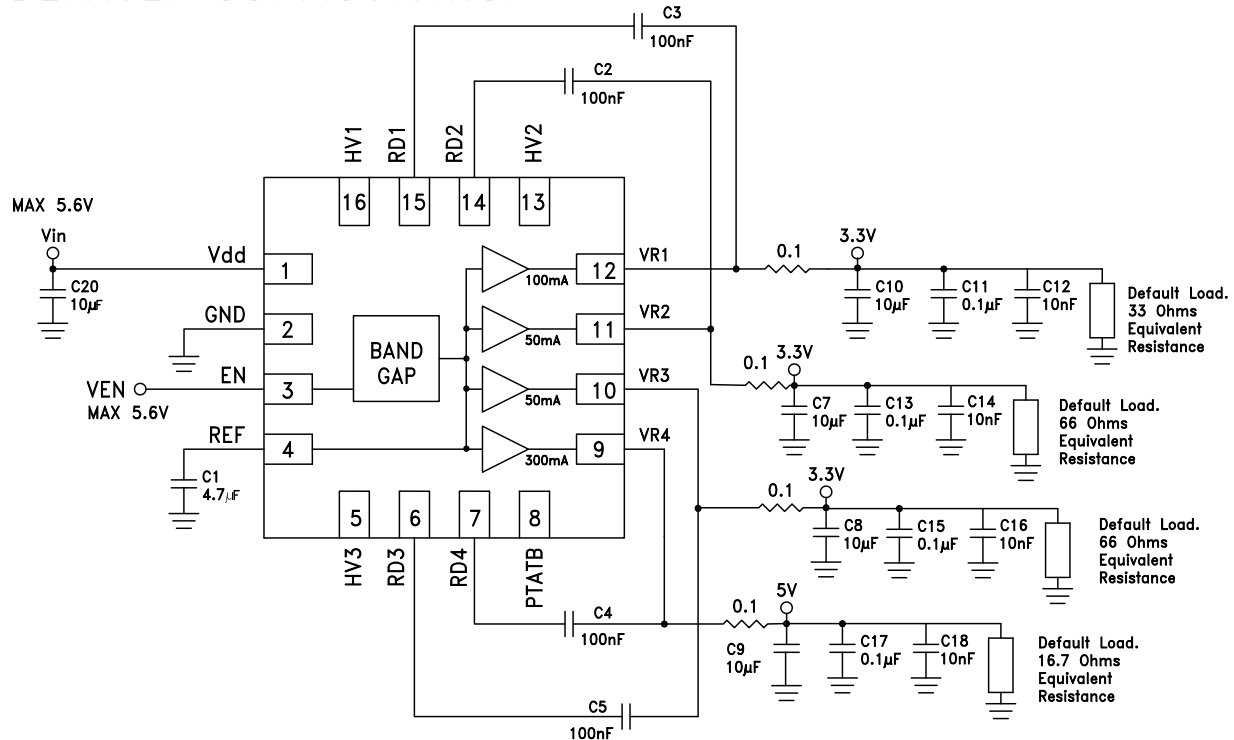 C3
100nF
C2
100nF
HV1
RD1
RD2
HV2
16
15
14
13
MAX 5.6V
Vin
C20
10µF
Vdd
1
GND
2
VEN
MAX 5.6V
EN
3
REF
4
C1
4.7µF
BAND
GAP
100mA
50mA
50mA
300mA
12
VR1
11
VR2
10
VR3
9
VR4
5
6
7
8
HV3
RD3
RD4
PTATB
C4
100nF
C5
100nF
0.1
3.3V
C10
10µF
C11
0.1µF
C12
10nF
Default Load.
33 Ohms
Equivalent
Resistance
0.1
3.3V
C7
10µF
C13
0.1µF
C14
10nF
Default Load.
66 Ohms
Equivalent
Resistance
0.1
3.3V
C8
10µF
C15
0.1µF
C16
10nF
Default Load.
66 Ohms
Equivalent
Resistance
0.1
5V
C9
10µF
C17
0.1µF
C18
10nF
Default Load.
16.7 Ohms
Equivalent
Resistance